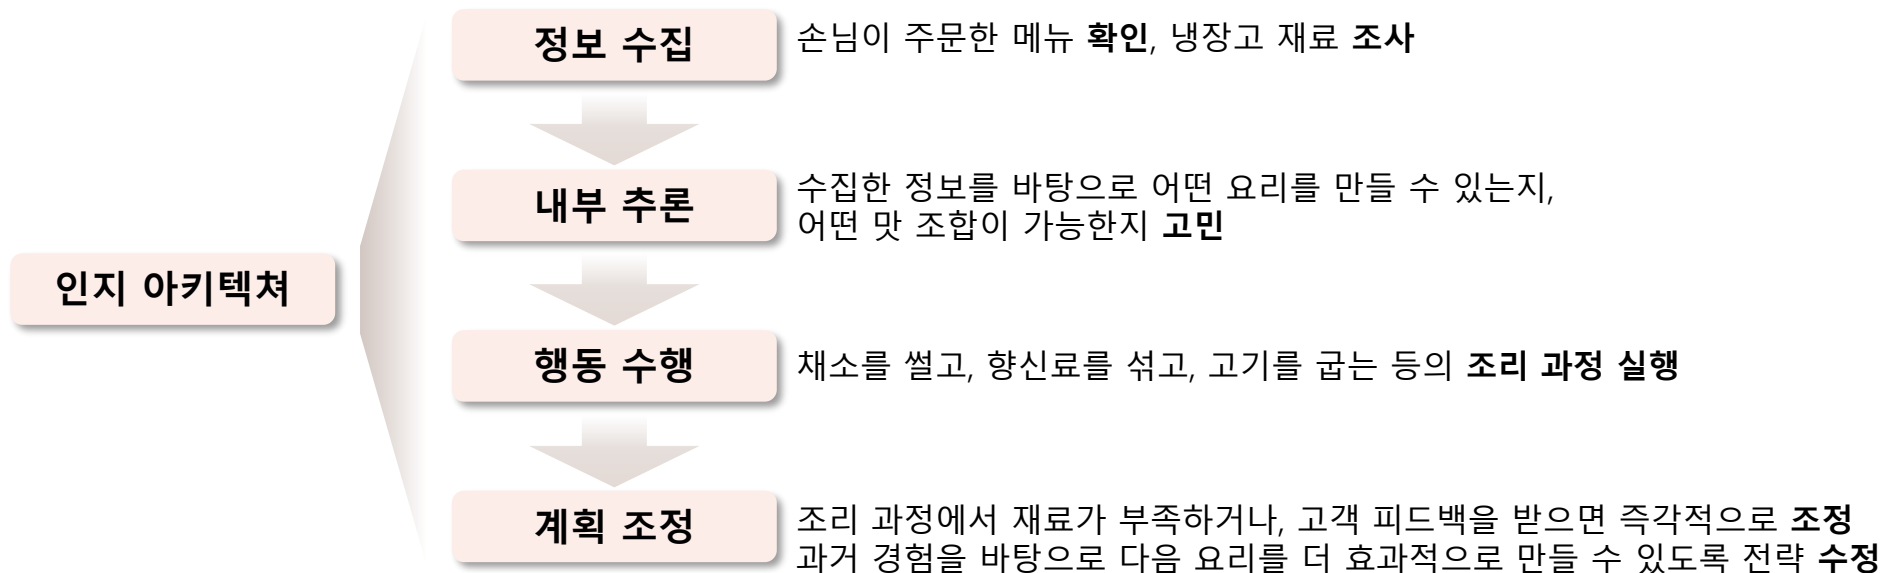 정보 수집
손님이 주문한 메뉴 확인, 냉장고 재료 조사
내부 추론
수집한 정보를 바탕으로 어떤 요리를 만들 수 있는지,
어떤 맛 조합이 가능한지 고민
인지 아키텍쳐
행동 수행
채소를 썰고, 향신료를 섞고, 고기를 굽는 등의 조리 과정 실행
계획 조정
조리 과정에서 재료가 부족하거나, 고객 피드백을 받으면 즉각적으로 조정
과거 경험을 바탕으로 다음 요리를 더 효과적으로 만들 수 있도록 전략 수정